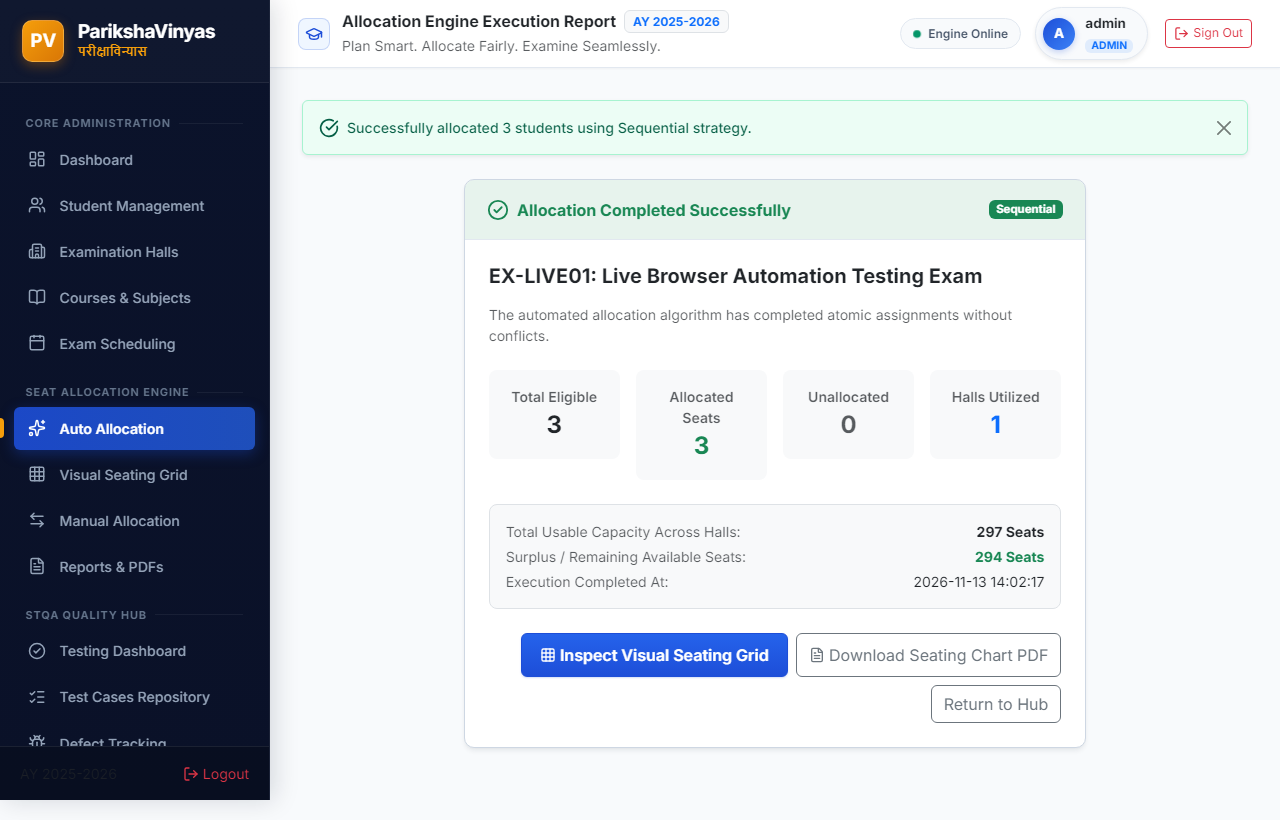 PV
ParikshaVinyas
परीक्षाविन्यास
CORE ADMINISTRATION
Dashboard
Student Management
Examination Halls
Courses & Subjects
Exam Scheduling
SEAT ALLOCATION ENGINE
Auto Allocation
Visual Seating Grid
Manual Allocation
Reports & PDFs
STQA QUALITY HUB
Testing Dashboard
Test Cases Repository
Defect Tracking
AY 2025-2026
Logout
Allocation Engine Execution Report
AY 2025-2026
Plan Smart. Allocate Fairly. Examine Seamlessly.
Engine Online
A
admin
ADMIN
Sign Out
Successfully allocated 3 students using Sequential strategy.
Allocation Completed Successfully
Sequential
EX-LIVE01: Live Browser Automation Testing Exam
The automated allocation algorithm has completed atomic assignments without
conflicts.
Total Eligible
3
Allocated
Seats
3
Unallocated
0
Halls Utilized
1
Total Usable Capacity Across Halls:
297 Seats
Surplus / Remaining Available Seats:
294 Seats
Execution Completed At:
2026-11-13 14:02:17
Inspect Visual Seating Grid
Download Seating Chart PDF
Return to Hub